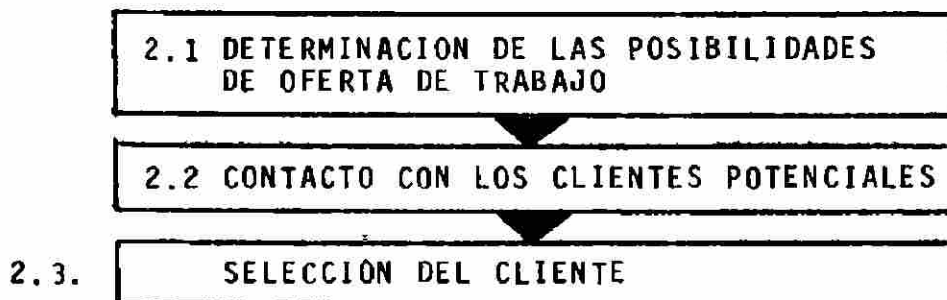 2.1 DETERMINACION DE LAS POSIBILIDADES
DE OFERTA DE TRABAJO
2.2 CONTACTO CON LOS CLIENTES POTENCIALES
2.3. SELECCIÓN DEL CLIENTE